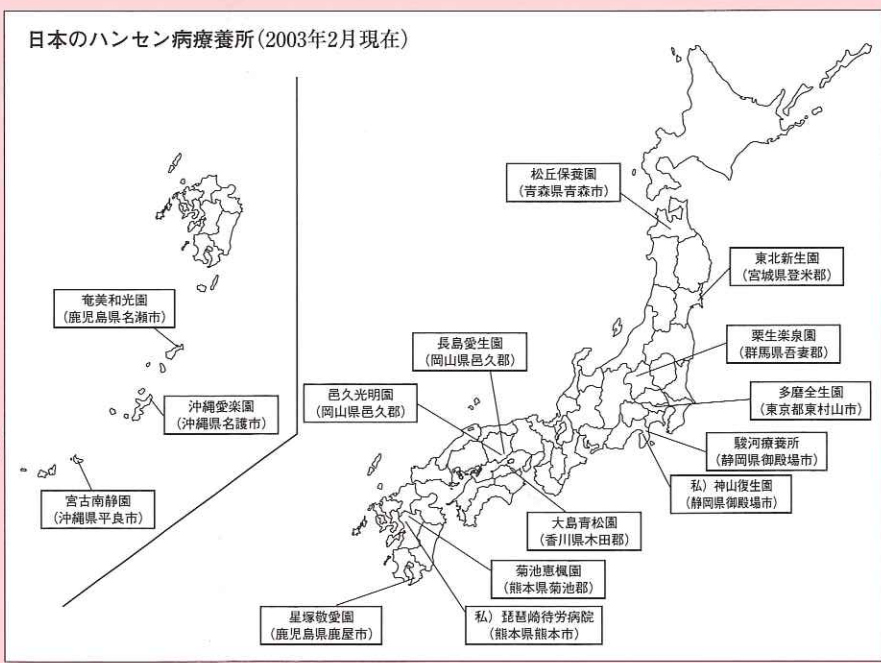 日本のハンセン病療養所(2003年2月現在)
松丘保養園
(青森県青森市)
東北新生園
(宮城県登米郡)
奄美和光園
(鹿児島県名瀬市)
栗生楽泉園
(群馬県吾妻郡)
長島愛生園
(岡山県邑久郡)
邑久光明園
(岡山県邑久郡)
多磨全生園
(東京都東村山市)
沖縄愛楽園
(沖縄県名護市)
駿河療養所
(静岡県御殿場市)
私)神山復生園
(静岡県御殿場市)
宮古南静園
(沖縄県平良市)
大島青松園
(香川県木田郡)
菊池恵楓園
(熊本県菊池郡)
星塚敬愛園
(鹿児島県鹿屋市)
私)琵琶崎待労病院
(熊本県熊本市)